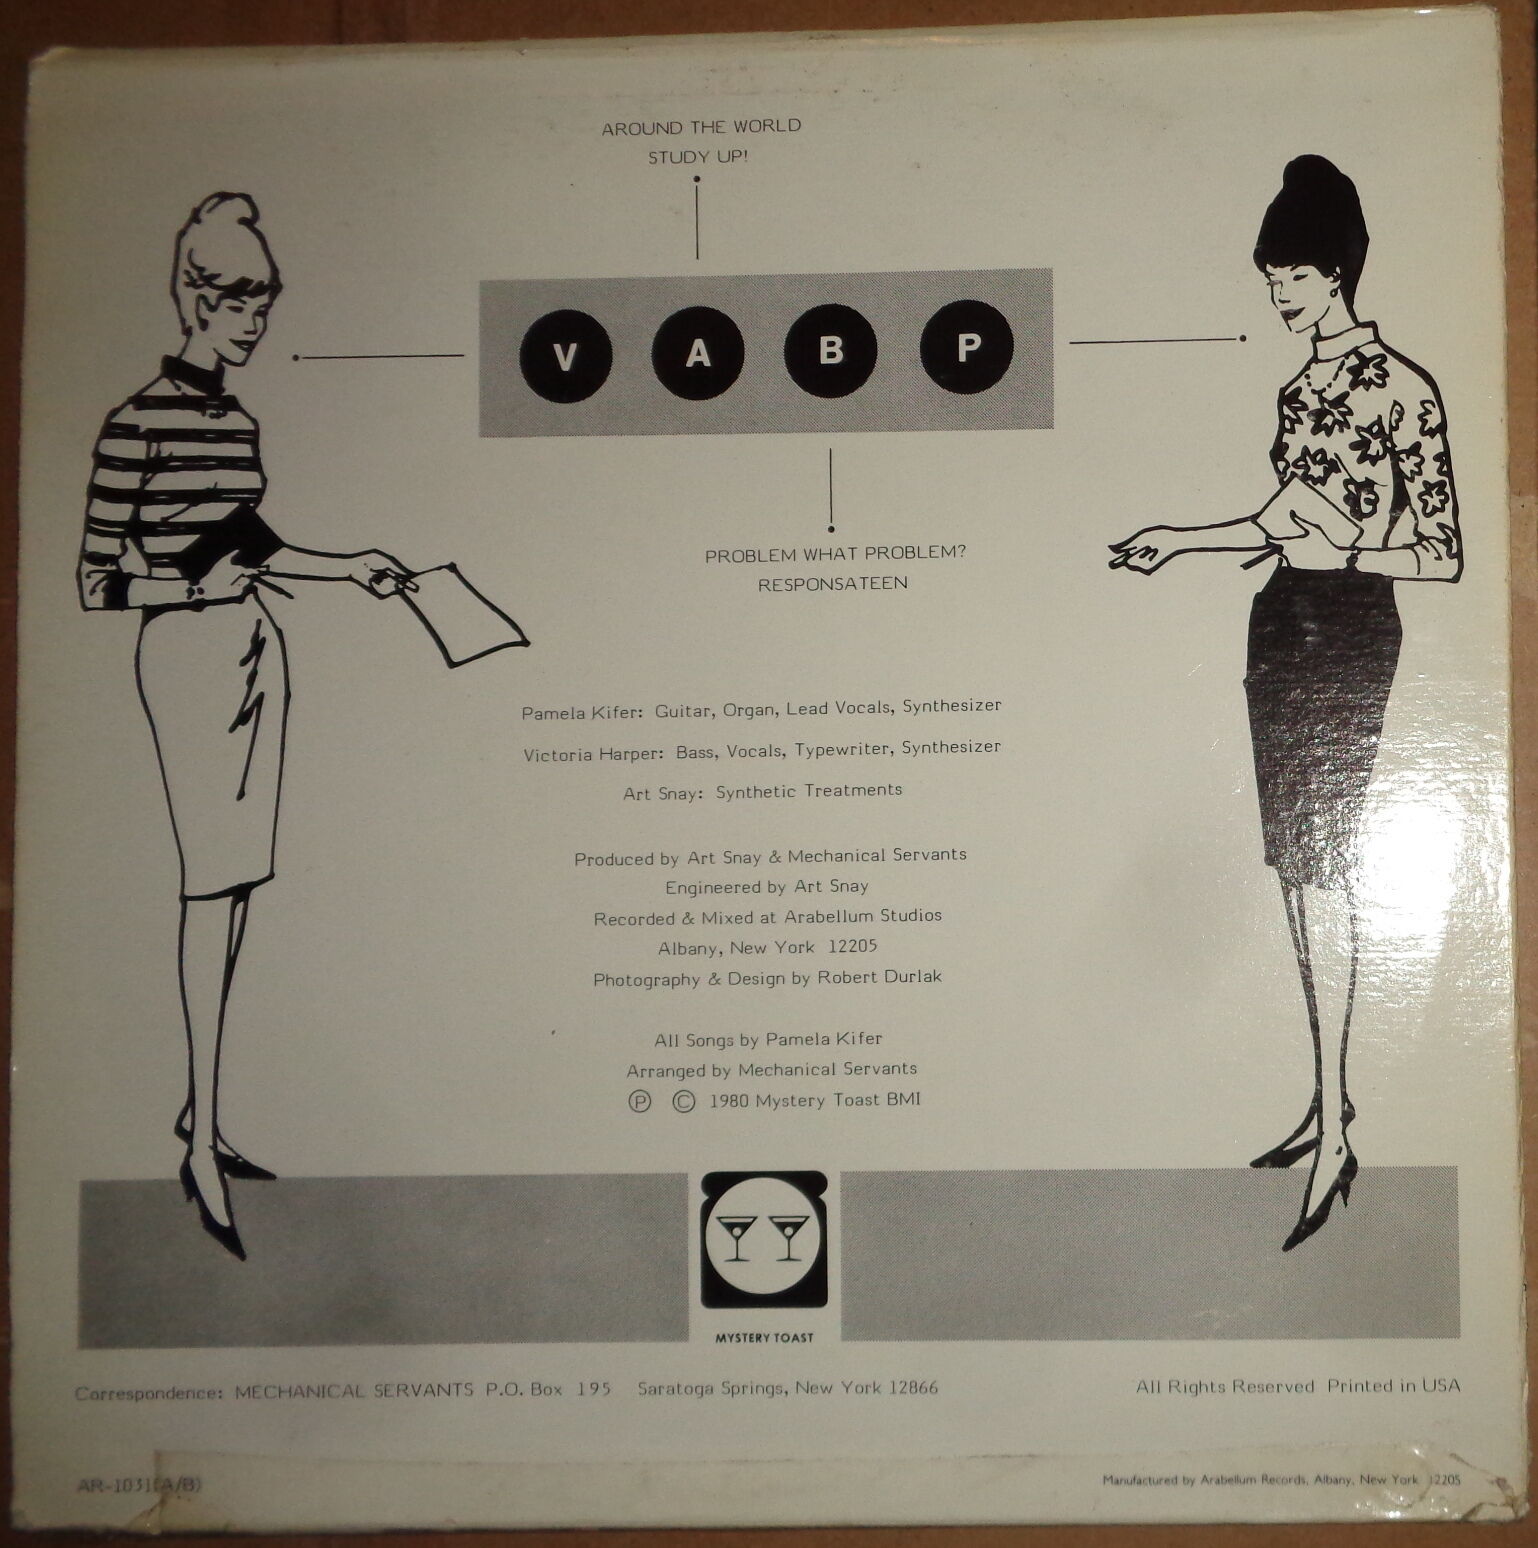 AROUND THE WORLD
STUDY UP!
V A B P
PROBLEM WHAT PROBLEM?
RESPONSATEEN
Pamela Kifer: Guitar, Organ, Lead Vocals, Synthesizer
Victoria Harper: Bass, Vocals, Typewriter, Synthesizer
Art Snay: Synthetic Treatments
Produced by Art Snay & Mechanical Servants
Engineered by Art Snay
Recorded & Mixed at Arabellum Studios
Albany, New York 12205
Photography & Design by Robert Durlak
All Songs by Pamela Kifer
Arranged by Mechanical Servants
Ⓟ © 1980 Mystery Toast BMI
MYSTERY TOAST
Correspondence: MECHANICAL SERVANTS P.O. Box 195 Saratoga Springs, New York 12866
All Rights Reserved Printed in USA
AR-1031(A/B)
Manufactured by Arabellum Records, Albany, New York 12205